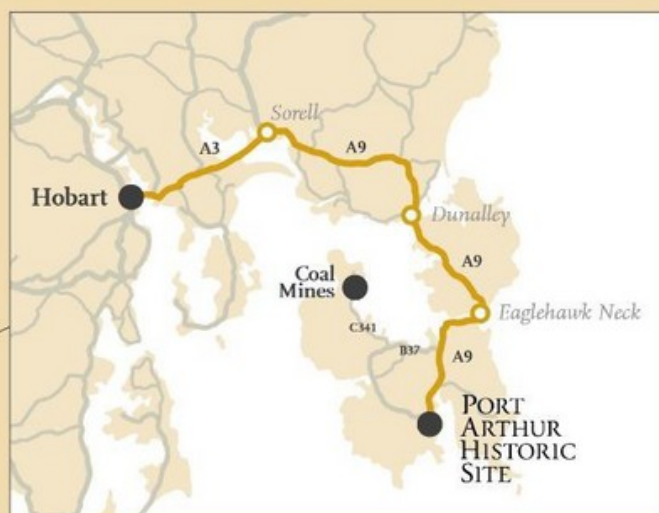 Sorell
A3
A9
Hobart
Dunalley
A9
Coal
Mines
Eaglehawk Neck
C341
B37
A9
PORT
ARTHUR
HISTORIC
SITE